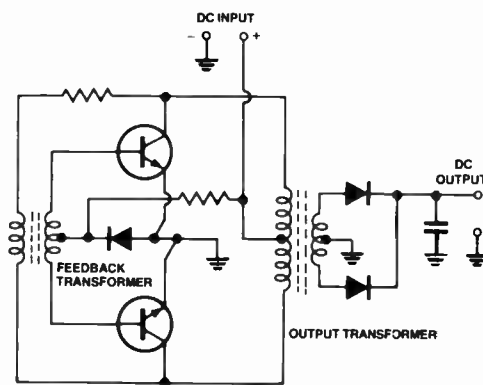 DC INPUT
- +
DC
OUTPUT
FEEDBACK
TRANSFORMER
OUTPUT TRANSFORMER